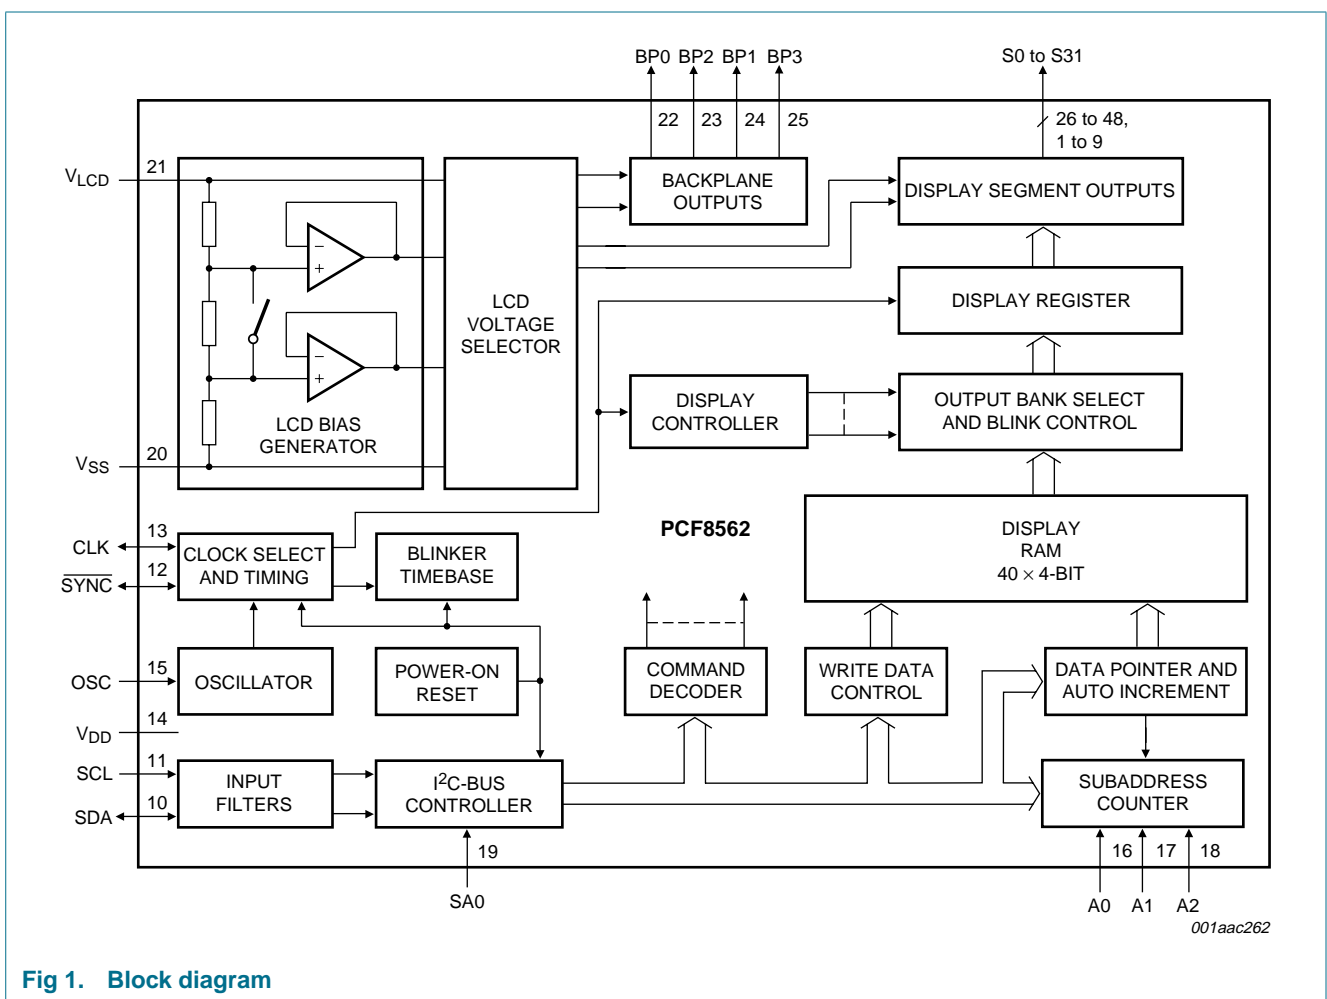 BP0 BP2 BP1 BP3
S0 to S31
22 23 24 25
26 to 48,
1 to 9
VLCD
21
BACKPLANE
OUTPUTS
DISPLAY SEGMENT OUTPUTS
−
+
LCD
VOLTAGE
SELECTOR
DISPLAY REGISTER
−
+
LCD BIAS
GENERATOR
DISPLAY
CONTROLLER
OUTPUT BANK SELECT
AND BLINK CONTROL
VSS
20
PCF8562
DISPLAY
RAM
40 × 4-BIT
CLK
13
SYNC
12
CLOCK SELECT
AND TIMING
BLINKER
TIMEBASE
OSC
15
OSCILLATOR
POWER-ON
RESET
COMMAND
DECODER
WRITE DATA
CONTROL
DATA POINTER AND
AUTO INCREMENT
VDD
14
SCL
11
SDA
10
INPUT
FILTERS
I2C-BUS
CONTROLLER
SUBADDRESS
COUNTER
19
SA0
16 17 18
A0 A1 A2
001aac262
Fig 1. Block diagram